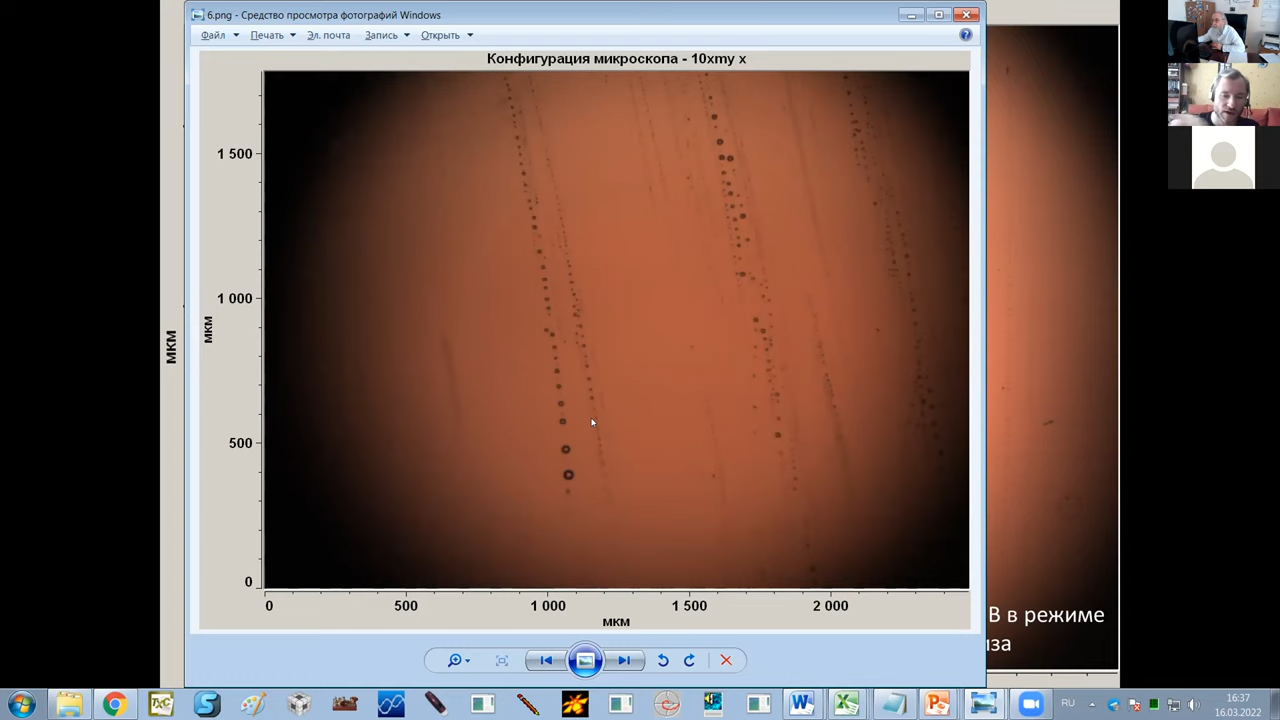 6.png - Средство просмотра фотографий Windows
Файл Печать Эл. почта Запись Открыть
Конфигурация микроскопа - 10xmy x
1 500
1 000
500
0
мкм
мкм
0 500 1 000 1 500 2 000
мкм
В в режиме
иза
TXC
S
W
X
P
RU
16:37
16.03.2022